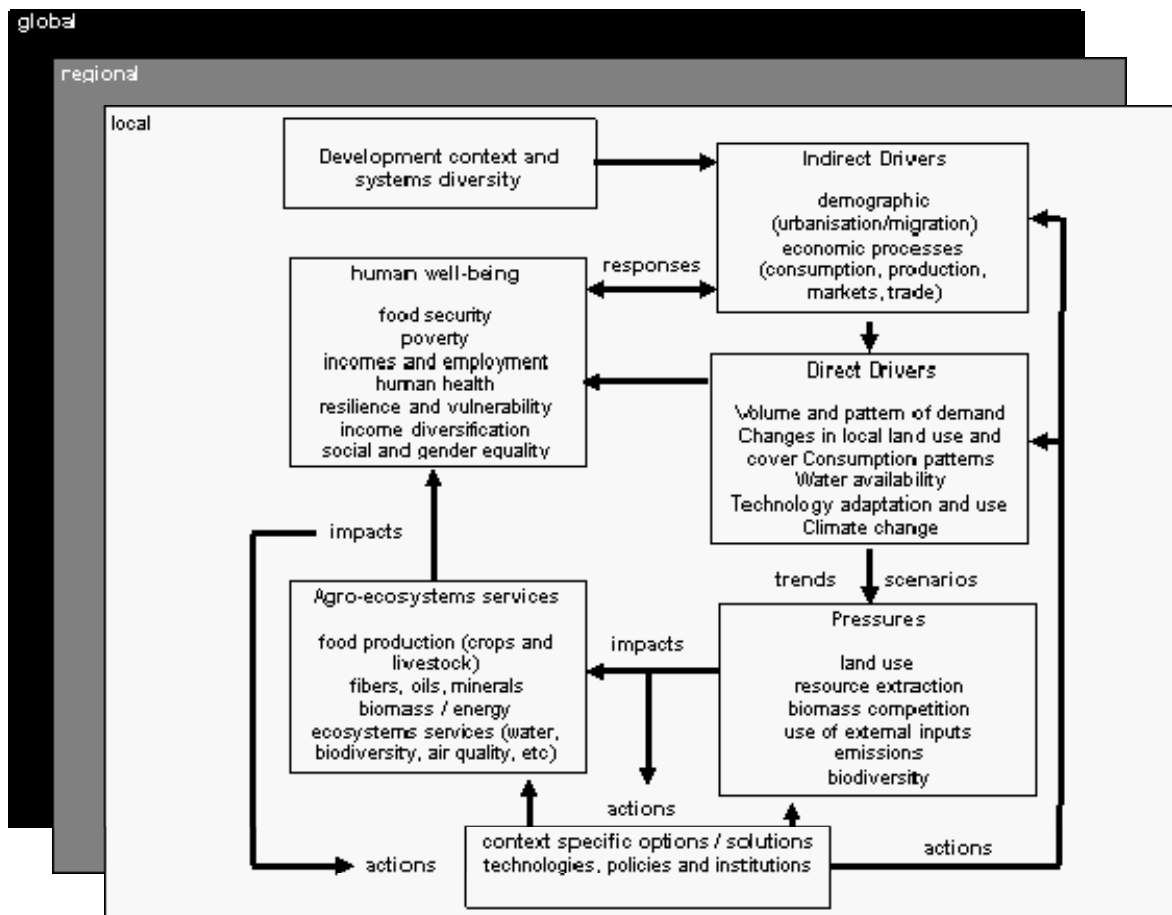 global
regional
local
Development context and
systems diversity
Indirect Drivers
demographic
(urbanisation/migration)
economic processes
(consumption, production,
markets, trade)
responses
human well-being
food security
poverty
incomes and employment
human health
resilience and vulnerability
income diversification
social and gender equality
Direct Drivers
Volume and pattern of demand
Changes in local land use and
cover Consumption patterns
Water availability
Technology adaptation and use
Climate change
impacts
trends
scenarios
Agro-ecosystems services
food production (crops and
livestock)
fibers, oils, minerals
biomass / energy
ecosystems services (water,
biodiversity, air quality, etc)
impacts
Pressures
land use
resource extraction
biomass competition
use of external inputs
emissions
biodiversity
actions
context specific options / solutions
technologies, policies and institutions
actions
actions